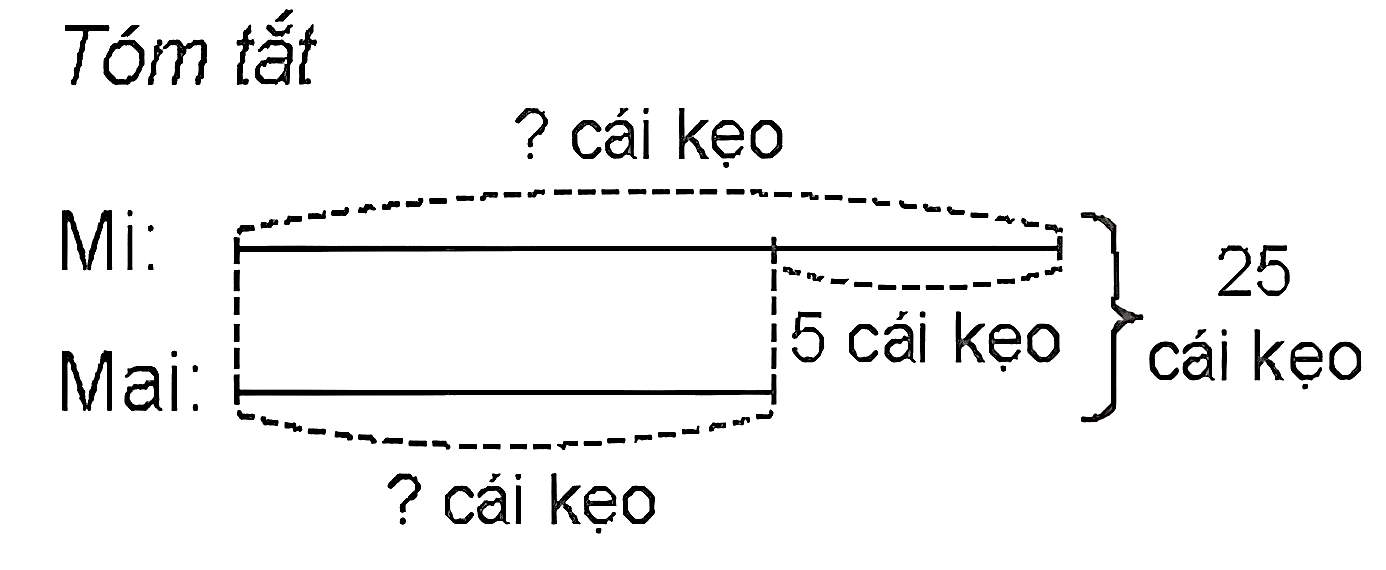 Tóm tắt
? cái kẹo
Mi:
5 cái kẹo
25
cái kẹo
Mai:
? cái kẹo